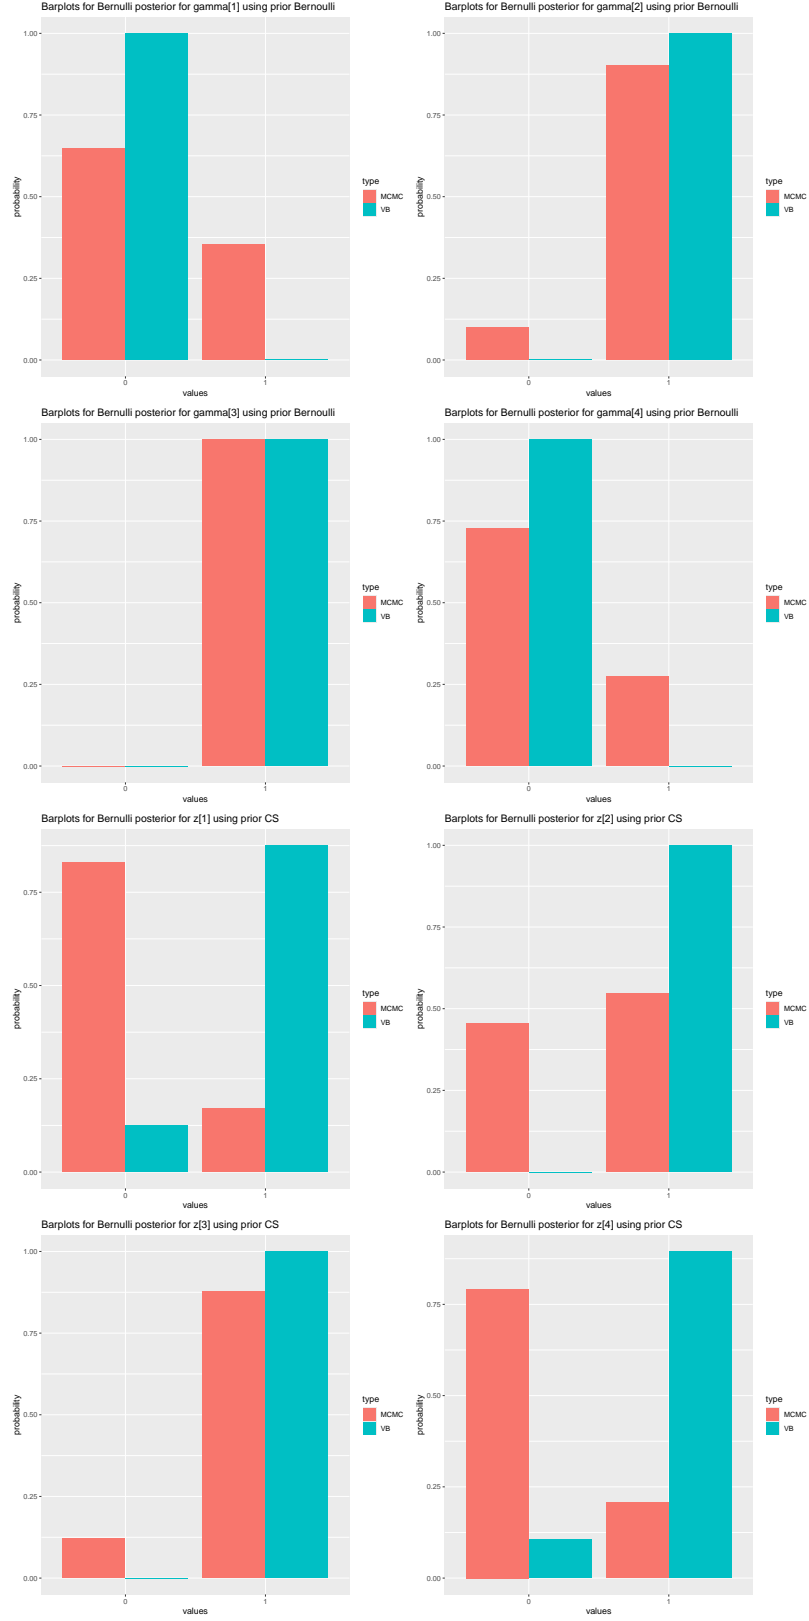 Barplots for Bernulli posterior for gamma[1] using prior Bernoulli
1.00
0.75
0.50
0.25
0.00
probability
0
1
values
type
MCMC
VB
Barplots for Bernulli posterior for gamma[2] using prior Bernoulli
1.00
0.75
0.50
0.25
0.00
probability
0
1
values
type
MCMC
VB
Barplots for Bernulli posterior for gamma[3] using prior Bernoulli
1.00
0.75
0.50
0.25
0.00
probability
0
1
values
type
MCMC
VB
Barplots for Bernulli posterior for gamma[4] using prior Bernoulli
1.00
0.75
0.50
0.25
0.00
probability
0
1
values
type
MCMC
VB
Barplots for Bernulli posterior for z[1] using prior CS
0.75
0.50
0.25
0.00
probability
0
1
values
type
MCMC
VB
Barplots for Bernulli posterior for z[2] using prior CS
1.00
0.75
0.50
0.25
0.00
probability
0
1
values
type
MCMC
VB
Barplots for Bernulli posterior for z[3] using prior CS
1.00
0.75
0.50
0.25
0.00
probability
0
1
values
type
MCMC
VB
Barplots for Bernulli posterior for z[4] using prior CS
0.75
0.50
0.25
0.00
probability
0
1
values
type
MCMC
VB